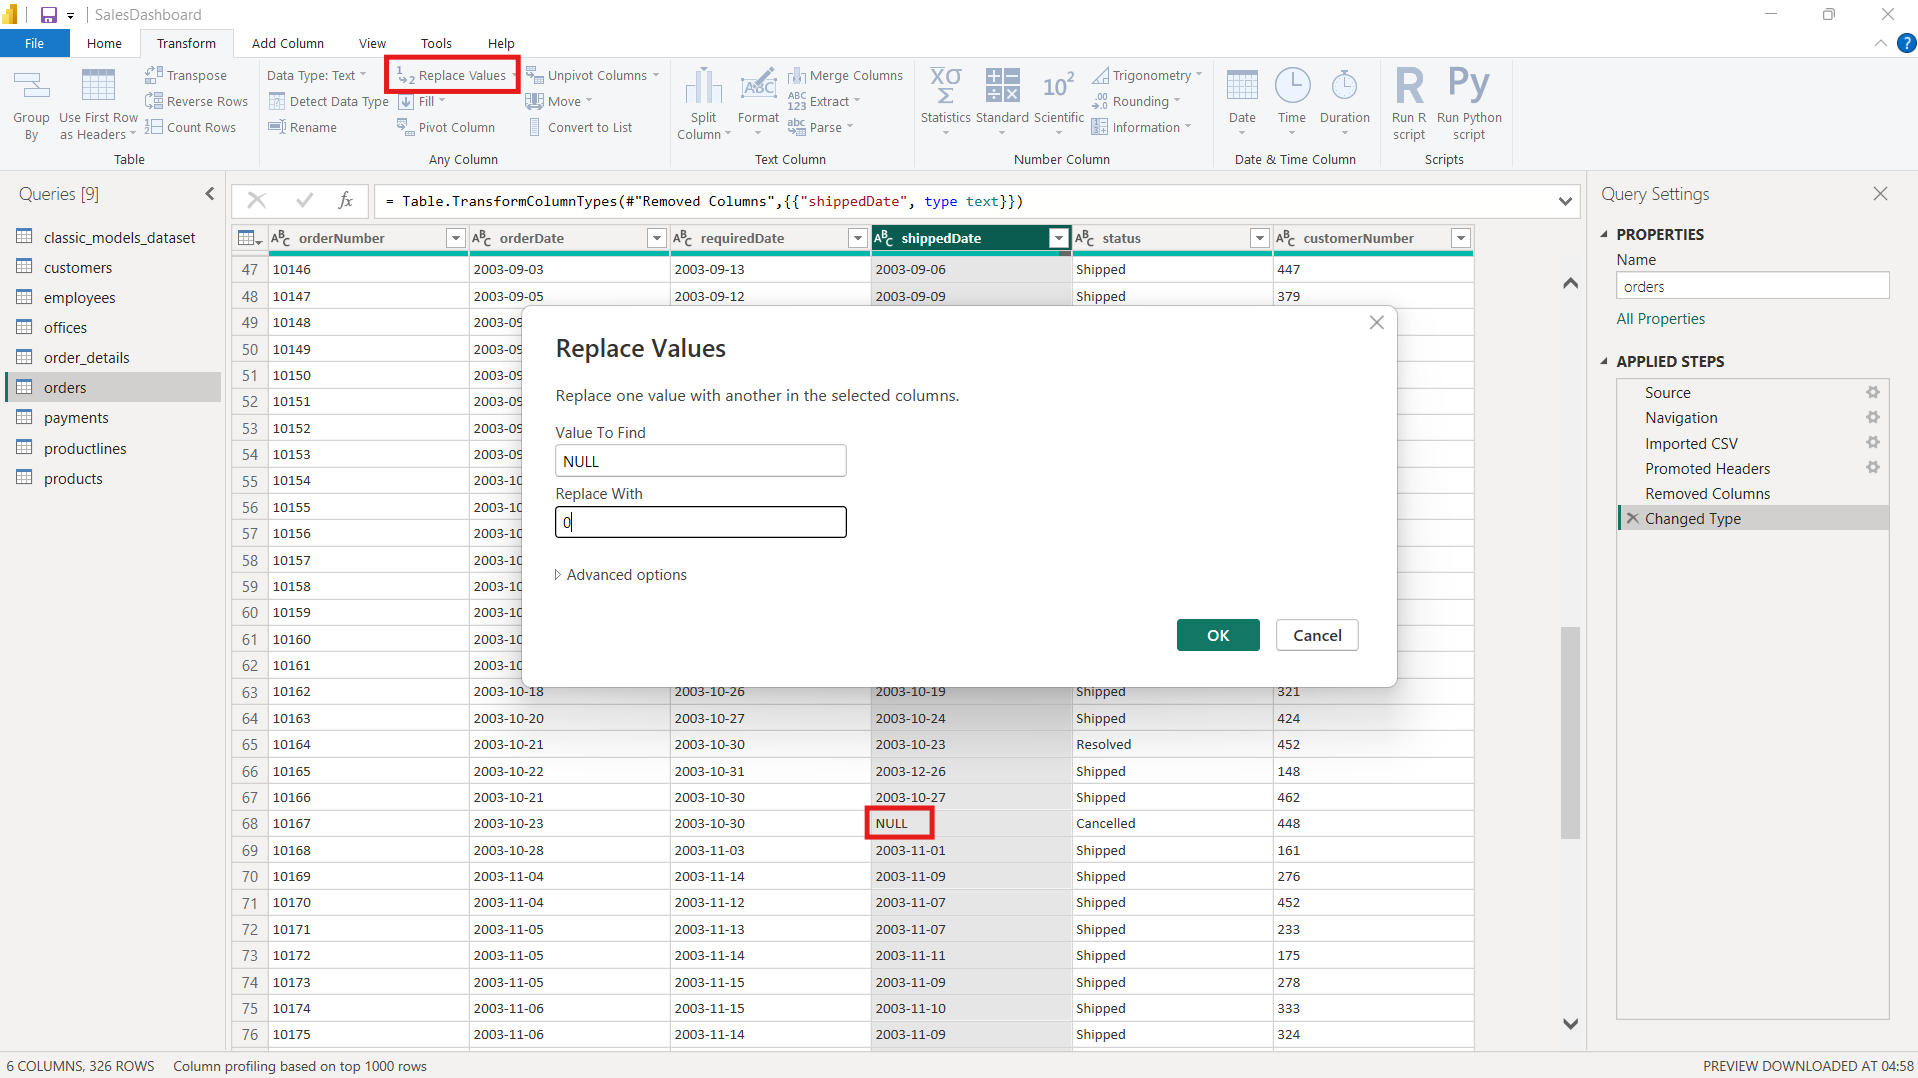 SalesDashboard
File Home Transform Add Column View Tools Help
Group By
Use First Row as Headers
Transpose
Reverse Rows
Count Rows
Table
Data Type: Text
Detect Data Type
Rename
Replace Values
Fill
Pivot Column
Unpivot Columns
Move
Convert to List
Any Column
Split Column
Format
Merge Columns
Extract
Parse
Text Column
Statistics
Standard
Scientific
Trigonometry
Rounding
Information
Number Column
Date
Time
Duration
Date & Time Column
Run R script
Run Python script
Scripts
Queries [9]
classic_models_dataset
customers
employees
offices
order_details
orders
payments
productlines
products
= Table.TransformColumnTypes(#"Removed Columns",{{"shippedDate", type text}})
orderNumber orderDate requiredDate shippedDate status customerNumber
47 10146 2003-09-03 2003-09-13 2003-09-06 Shipped 447
48 10147 2003-09-05 2003-09-12 2003-09-09 Shipped 379
49 10148 2003-09
50 10149 2003-09
51 10150 2003-09
52 10151 2003-09
53 10152 2003-09
54 10153 2003-09
55 10154 2003-10
56 10155 2003-10
57 10156 2003-10
58 10157 2003-10
59 10158 2003-10
60 10159 2003-10
61 10160 2003-10
62 10161 2003-10
63 10162 2003-10-18 2003-10-26 2003-10-19 Shipped 321
64 10163 2003-10-20 2003-10-27 2003-10-24 Shipped 424
65 10164 2003-10-21 2003-10-30 2003-10-23 Resolved 452
66 10165 2003-10-22 2003-10-31 2003-12-26 Shipped 148
67 10166 2003-10-21 2003-10-30 2003-10-27 Shipped 462
68 10167 2003-10-23 2003-10-30 NULL Cancelled 448
69 10168 2003-10-28 2003-11-03 2003-11-01 Shipped 161
70 10169 2003-11-04 2003-11-14 2003-11-09 Shipped 276
71 10170 2003-11-04 2003-11-12 2003-11-07 Shipped 452
72 10171 2003-11-05 2003-11-13 2003-11-07 Shipped 233
73 10172 2003-11-05 2003-11-14 2003-11-11 Shipped 175
74 10173 2003-11-05 2003-11-15 2003-11-09 Shipped 278
75 10174 2003-11-06 2003-11-15 2003-11-10 Shipped 333
76 10175 2003-11-06 2003-11-14 2003-11-09 Shipped 324
Replace Values
Replace one value with another in the selected columns.
Value To Find
NULL
Replace With
0
Advanced options
OK Cancel
Query Settings
PROPERTIES
Name
orders
All Properties
APPLIED STEPS
Source
Navigation
Imported CSV
Promoted Headers
Removed Columns
Changed Type
6 COLUMNS, 326 ROWS Column profiling based on top 1000 rows
PREVIEW DOWNLOADED AT 04:58